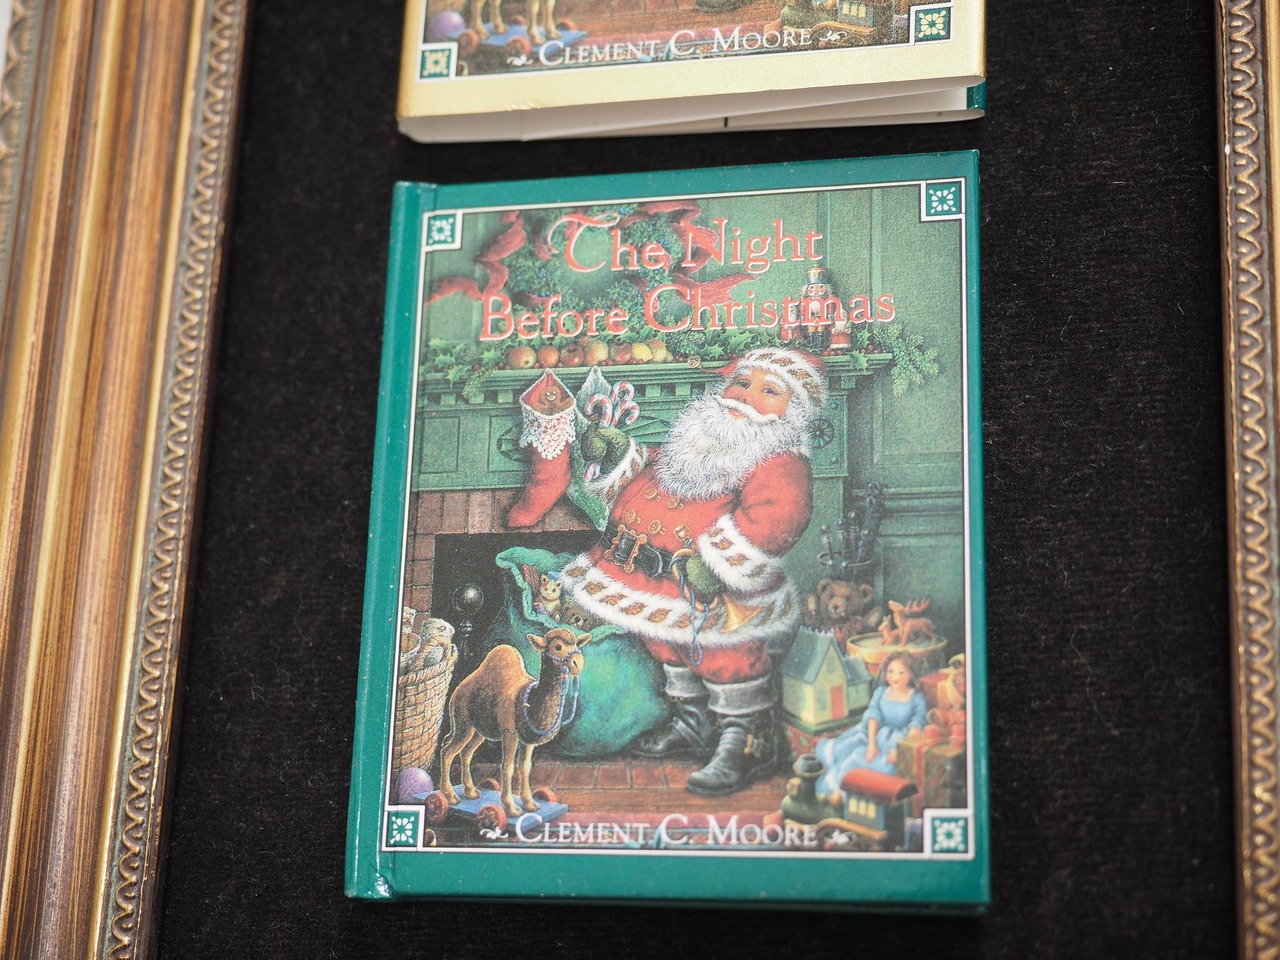 CLEMENT C. MOORE
The Night
Before Christmas
CLEMENT C. MOORE